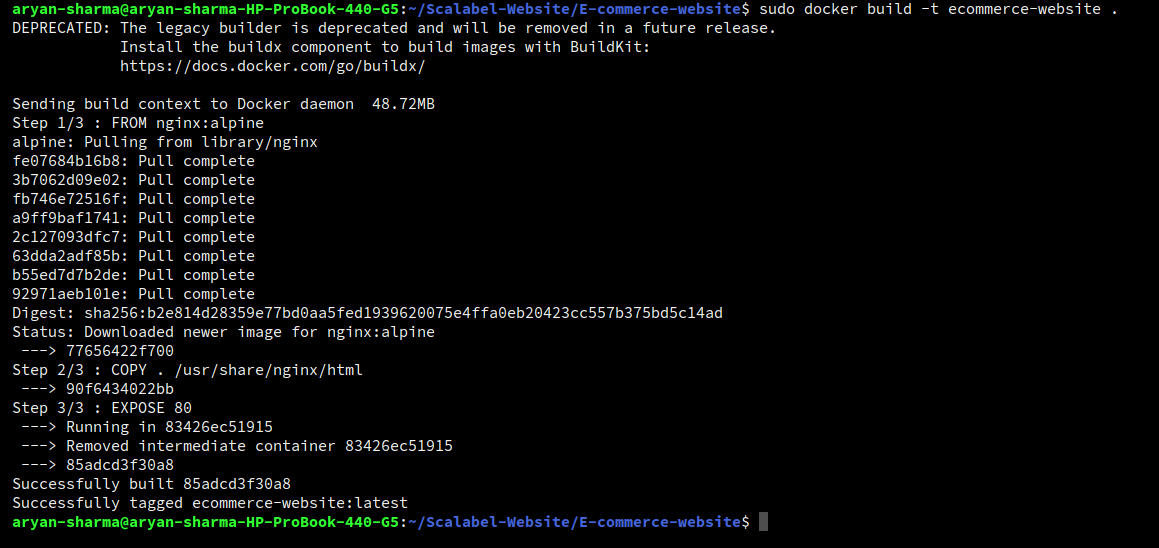 aryan-sharma@aryan-sharma-HP-ProBook-440-G5:~/Scalabel-Website/E-commerce-website$ sudo docker build -t ecommerce-website .
DEPRECATED: The legacy builder is deprecated and will be removed in a future release.
            Install the buildx component to build images with BuildKit:
            https://docs.docker.com/go/buildx/

Sending build context to Docker daemon  48.72MB
Step 1/3 : FROM nginx:alpine
alpine: Pulling from library/nginx
fe07684b16b8: Pull complete
3b7062d09e02: Pull complete
fb746e72516f: Pull complete
a9ff9baf1741: Pull complete
2c127093dfc7: Pull complete
63dda2adf85b: Pull complete
b55ed7d7b2de: Pull complete
92971aeb101e: Pull complete
Digest: sha256:b2e814d28359e77bd0aa5fed1939620075e4ffa0eb20423cc557b375bd5c14ad
Status: Downloaded newer image for nginx:alpine
 ---> 77656422f700
Step 2/3 : COPY . /usr/share/nginx/html
 ---> 90f6434022bb
Step 3/3 : EXPOSE 80
 ---> Running in 83426ec51915
 ---> Removed intermediate container 83426ec51915
 ---> 85adcd3f30a8
Successfully built 85adcd3f30a8
Successfully tagged ecommerce-website:latest
aryan-sharma@aryan-sharma-HP-ProBook-440-G5:~/Scalabel-Website/E-commerce-website$